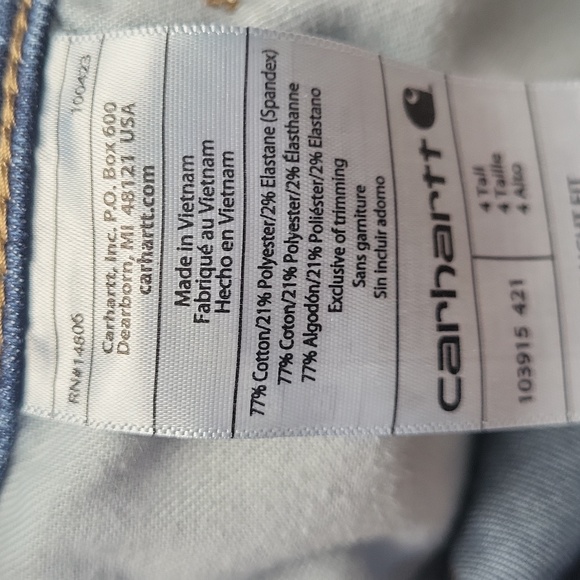 carhartt
103915 421
4 Tall
4 Taille
4 Alto
77% Cotton/21% Polyester/2% Elastane (Spandex)
77% Coton/21% Polyester/2% Élasthanne
77% Algodón/21% Poliéster/2% Elastano
Exclusive of trimming
Sans garniture
Sin incluir adorno
Made in Vietnam
Fabriqué au Vietnam
Hecho en Vietnam
Carhartt, Inc. P.O. Box 600
Dearborn, MI 48121 USA
carhartt.com
RN#14806
100423